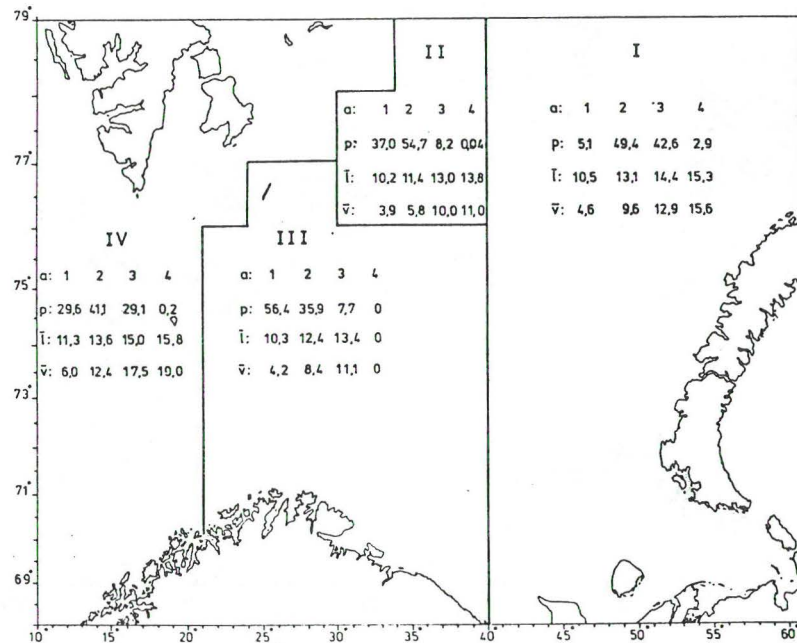 79°
77°
75°
73°
71°
69°
II
a: 1 2 3 4
p: 37,0 54,7 8,2 0,04
l̄: 10,2 11,4 13,0 13,8
v̄: 3,9 5,8 10,0 11,0
I
a: 1 2 3 4
p: 5,1 49,4 42,6 2,9
l̄: 10,5 13,1 14,4 15,3
v̄: 4,6 9,6 12,9 15,6
IV
a: 1 2 3 4
p: 29,6 41,1 29,1 0,2
l̄: 11,3 13,6 15,0 15,8
v̄: 6,0 12,4 17,5 19,0
III
a: 1 2 3 4
p: 56,4 35,9 7,7 0
l̄: 10,3 12,4 13,4 0
v̄: 4,2 8,4 11,1 0
10° 15° 20° 25° 30° 35° 40° 45° 50° 55° 60°